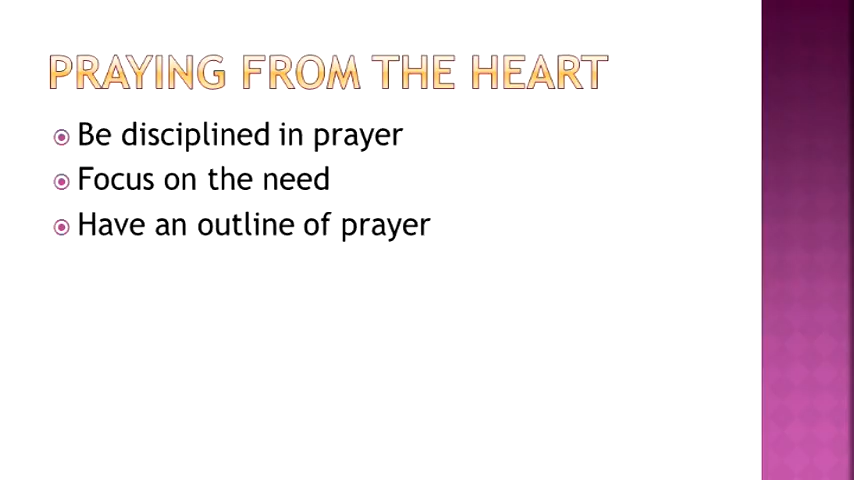 PRAYING FROM THE HEART
Be disciplined in prayer
Focus on the need
Have an outline of prayer